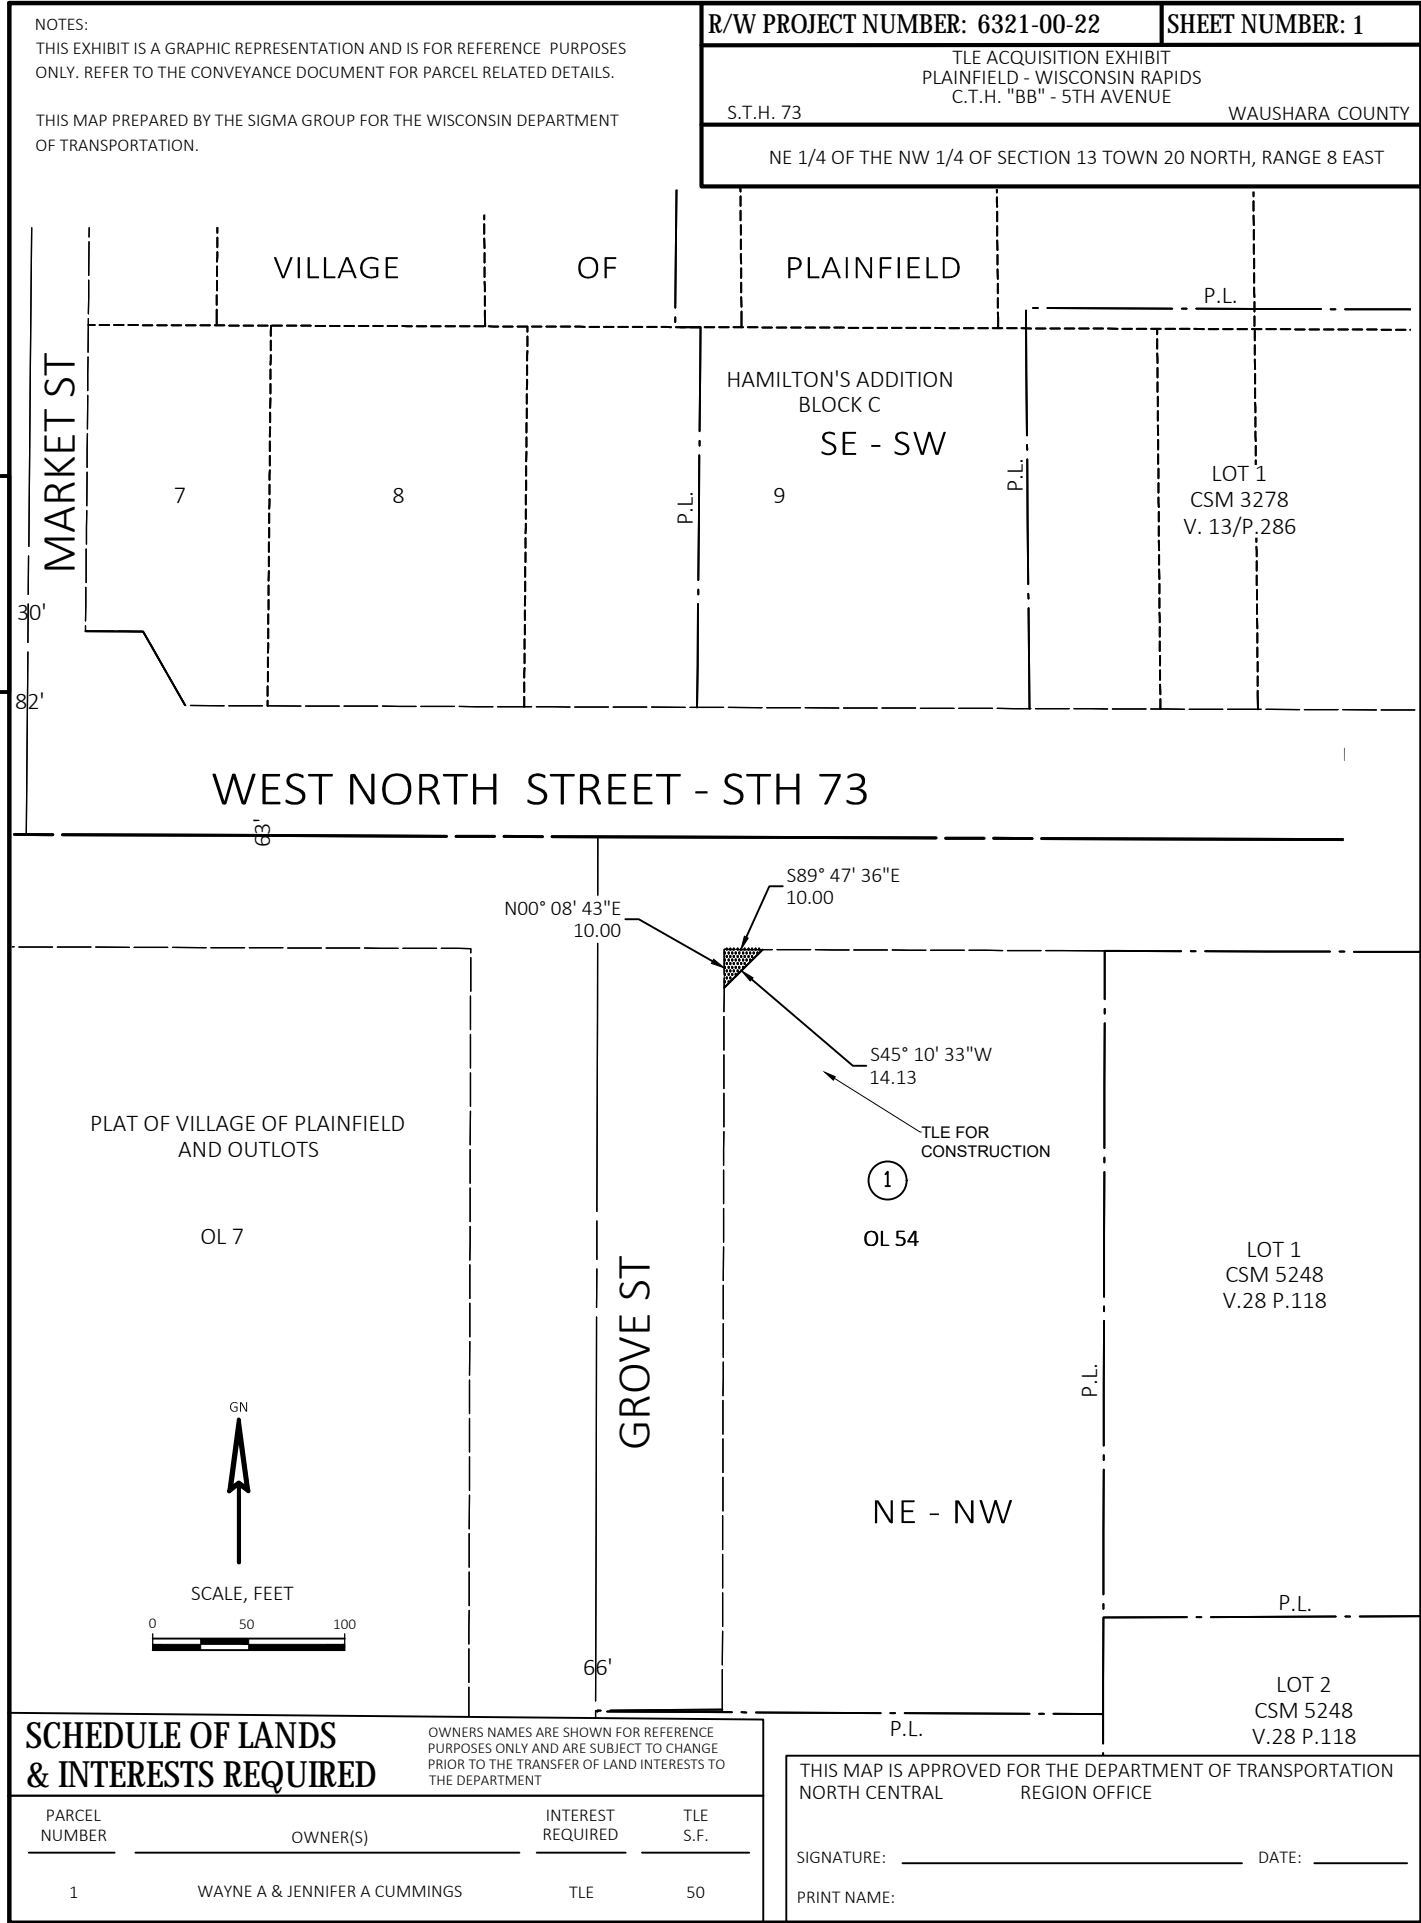 NOTES:
THIS EXHIBIT IS A GRAPHIC REPRESENTATION AND IS FOR REFERENCE PURPOSES
ONLY. REFER TO THE CONVEYANCE DOCUMENT FOR PARCEL RELATED DETAILS.
THIS MAP PREPARED BY THE SIGMA GROUP FOR THE WISCONSIN DEPARTMENT
OF TRANSPORTATION.
R/W PROJECT NUMBER: 6321-00-22
SHEET NUMBER: 1
TLE ACQUISITION EXHIBIT
PLAINFIELD - WISCONSIN RAPIDS
C.T.H. "BB" - 5TH AVENUE
S.T.H. 73
WAUSHARA COUNTY
NE 1/4 OF THE NW 1/4 OF SECTION 13 TOWN 20 NORTH, RANGE 8 EAST
VILLAGE OF PLAINFIELD
P.L.
HAMILTON'S ADDITION
BLOCK C
SE - SW
MARKET ST
7
8
P.L.
9
P.L.
LOT 1
CSM 3278
V. 13/P.286
30'
82'
WEST NORTH STREET - STH 73
63'
S89° 47' 36"E
10.00
N00° 08' 43"E
10.00
S45° 10' 33"W
14.13
TLE FOR
CONSTRUCTION
1
OL 54
PLAT OF VILLAGE OF PLAINFIELD
AND OUTLOTS
OL 7
GROVE ST
LOT 1
CSM 5248
V.28 P.118
P.L.
GN
NE - NW
SCALE, FEET
0 50 100
P.L.
66'
LOT 2
CSM 5248
V.28 P.118
P.L.
SCHEDULE OF LANDS
& INTERESTS REQUIRED
OWNERS NAMES ARE SHOWN FOR REFERENCE
PURPOSES ONLY AND ARE SUBJECT TO CHANGE
PRIOR TO THE TRANSFER OF LAND INTERESTS TO
THE DEPARTMENT
PARCEL
NUMBER
OWNER(S)
INTEREST
REQUIRED
TLE
S.F.
1 WAYNE A & JENNIFER A CUMMINGS TLE 50
THIS MAP IS APPROVED FOR THE DEPARTMENT OF TRANSPORTATION
NORTH CENTRAL REGION OFFICE
SIGNATURE: DATE:
PRINT NAME: